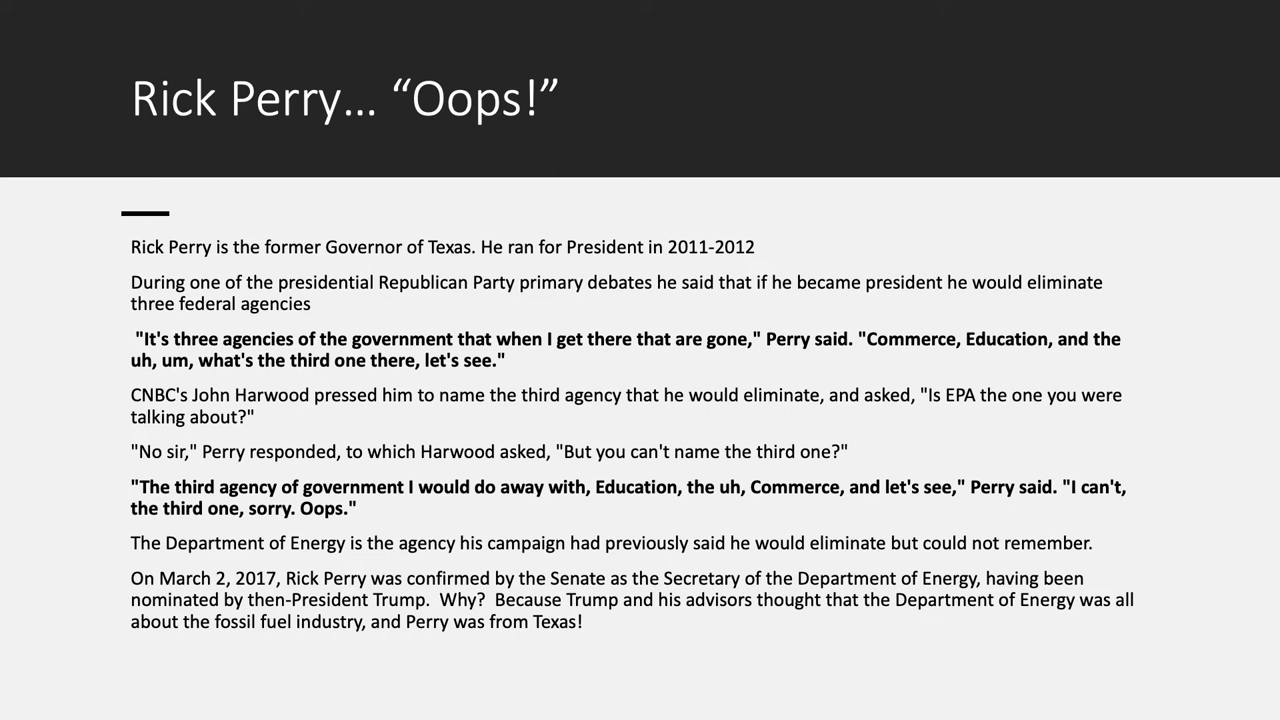 Rick Perry… “Oops!”
Rick Perry is the former Governor of Texas. He ran for President in 2011-2012
During one of the presidential Republican Party primary debates he said that if he became president he would eliminate
three federal agencies
"It's three agencies of the government that when I get there that are gone," Perry said. "Commerce, Education, and the
uh, um, what's the third one there, let's see."
CNBC's John Harwood pressed him to name the third agency that he would eliminate, and asked, "Is EPA the one you were
talking about?"
"No sir," Perry responded, to which Harwood asked, "But you can't name the third one?"
"The third agency of government I would do away with, Education, the uh, Commerce, and let's see," Perry said. "I can't,
the third one, sorry. Oops."
The Department of Energy is the agency his campaign had previously said he would eliminate but could not remember.
On March 2, 2017, Rick Perry was confirmed by the Senate as the Secretary of the Department of Energy, having been
nominated by then-President Trump.  Why?  Because Trump and his advisors thought that the Department of Energy was all
about the fossil fuel industry, and Perry was from Texas!